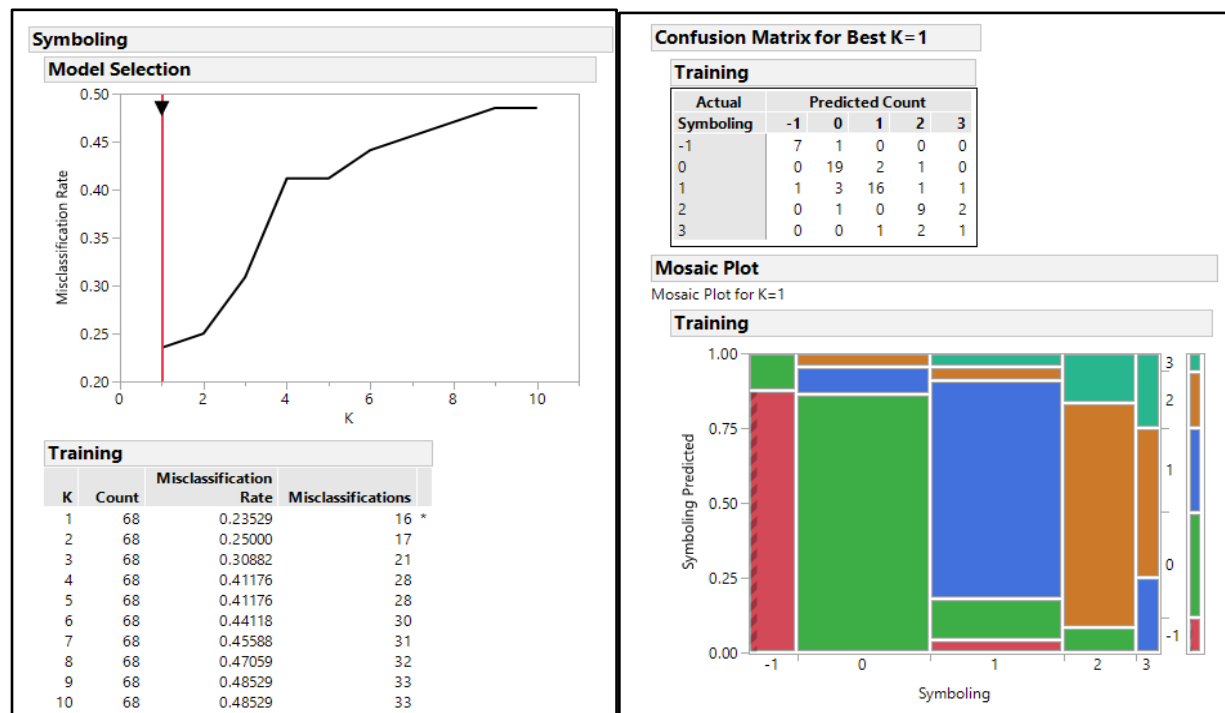 Symboling
Model Selection
0.50
0.45
0.40
0.35
0.30
0.25
0.20
Misclassification Rate
0 2 4 6 8 10
K
Training
Misclassification
K Count Rate Misclassifications
1 68 0.23529 16 *
2 68 0.25000 17
3 68 0.30882 21
4 68 0.41176 28
5 68 0.41176 28
6 68 0.44118 30
7 68 0.45588 31
8 68 0.47059 32
9 68 0.48529 33
10 68 0.48529 33
Confusion Matrix for Best K=1
Training
Actual Predicted Count
Symboling -1 0 1 2 3
-1 7 1 0 0 0
0 0 19 2 1 0
1 1 3 16 1 1
2 0 1 0 9 2
3 0 0 1 2 1
Mosaic Plot
Mosaic Plot for K=1
Training
1.00
0.75
0.50
0.25
0.00
Symboling Predicted
3
2
1
0
-1
-1 0 1 2 3
Symboling